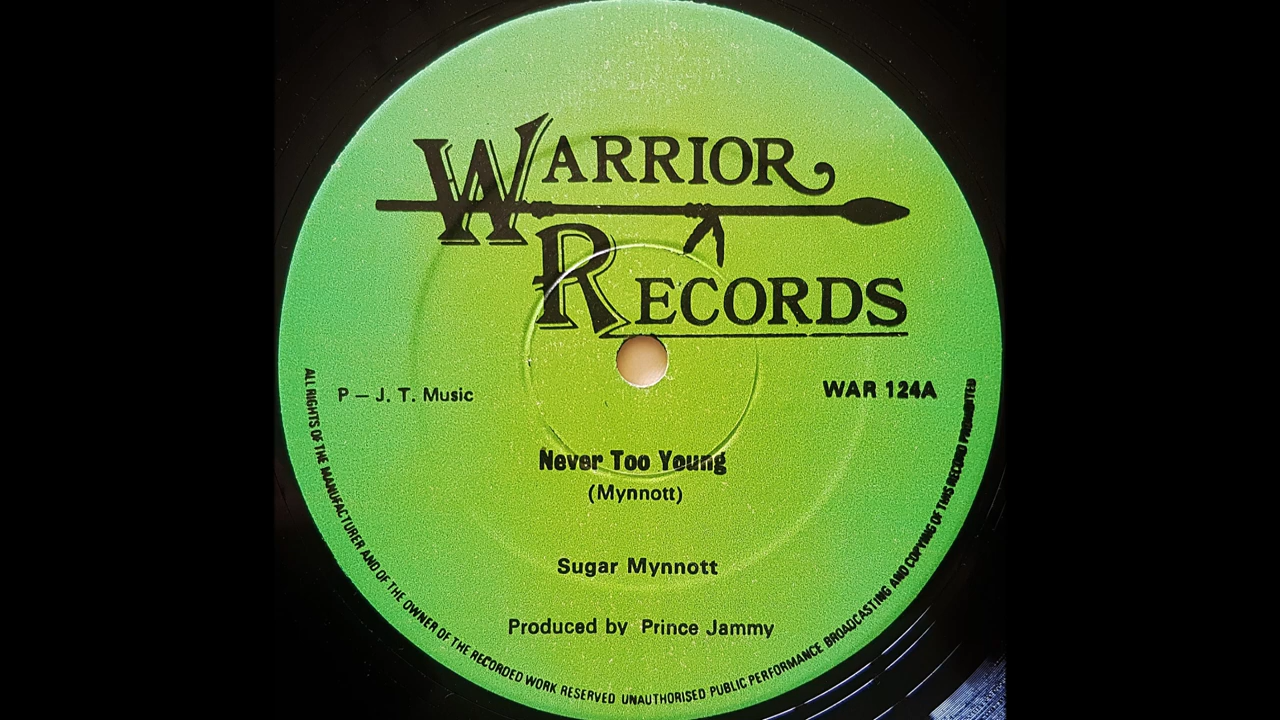 WARRIOR
RECORDS
P – J. T. Music
WAR 124A
Never Too Young
(Mynnott)
Sugar Mynnott
Produced by Prince Jammy
ALL RIGHTS OF THE MANUFACTURER AND OF THE OWNER OF THE RECORDED WORK RESERVED UNAUTHORISED PUBLIC PERFORMANCE BROADCASTING AND COPYING OF THIS RECORD PROHIBITED